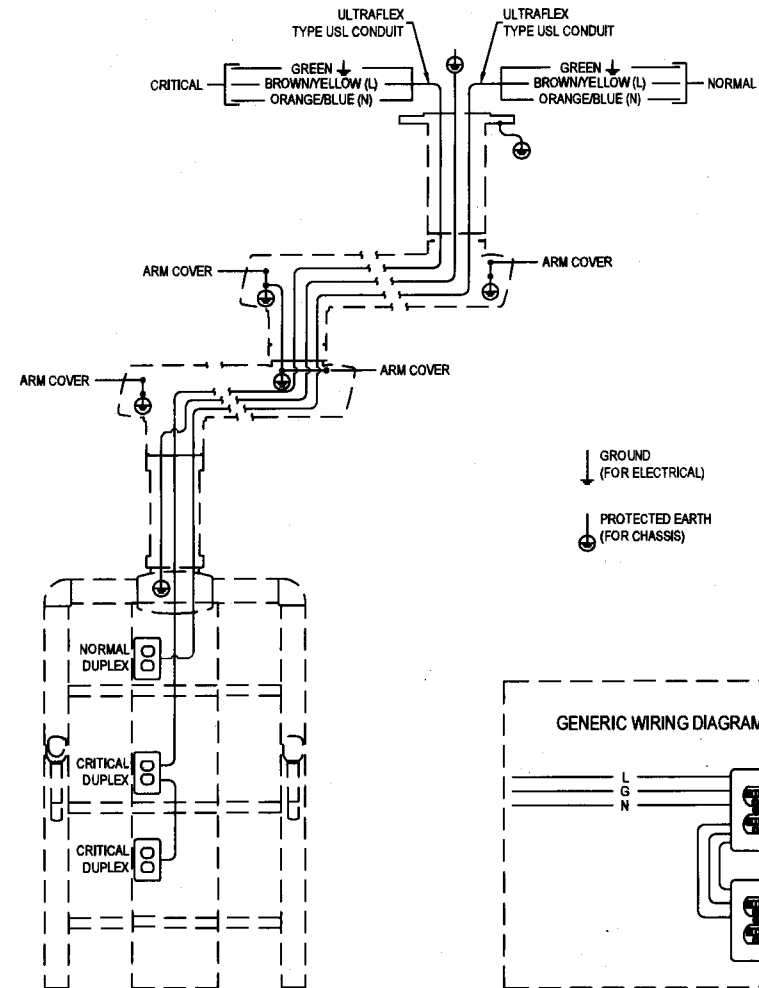 ULTRAFLEX
TYPE USL CONDUIT
ULTRAFLEX
TYPE USL CONDUIT
CRITICAL
GREEN
BROWN/YELLOW (L)
ORANGE/BLUE (N)
GREEN
BROWN/YELLOW (L)
ORANGE/BLUE (N)
NORMAL
ARM COVER
ARM COVER
ARM COVER
ARM COVER
GROUND
(FOR ELECTRICAL)
PROTECTED EARTH
(FOR CHASSIS)
NORMAL
DUPLEX
CRITICAL
DUPLEX
CRITICAL
DUPLEX
GENERIC WIRING DIAGRAM
L
G
N